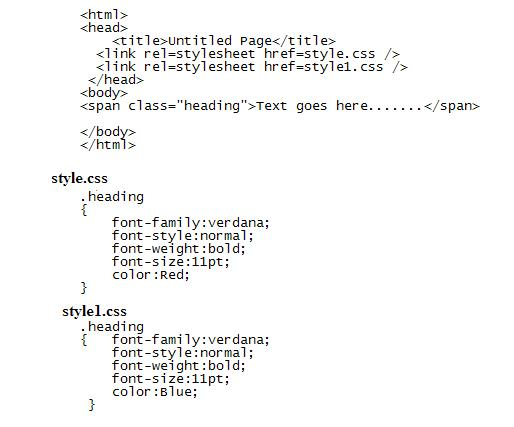 <html>
<head>
<title>Untitled Page</title>
<link rel=stylesheet href=style.css />
<link rel=stylesheet href=style1.css />
</head>
<body>
<span class="heading">Text goes here.......</span>
</body>
</html>
style.css
.heading
{
font-family:verdana;
font-style:normal;
font-weight:bold;
font-size:11pt;
color:Red;
}
style1.css
.heading
{ font-family:verdana;
font-style:normal;
font-weight:bold;
font-size:11pt;
color:Blue;
}